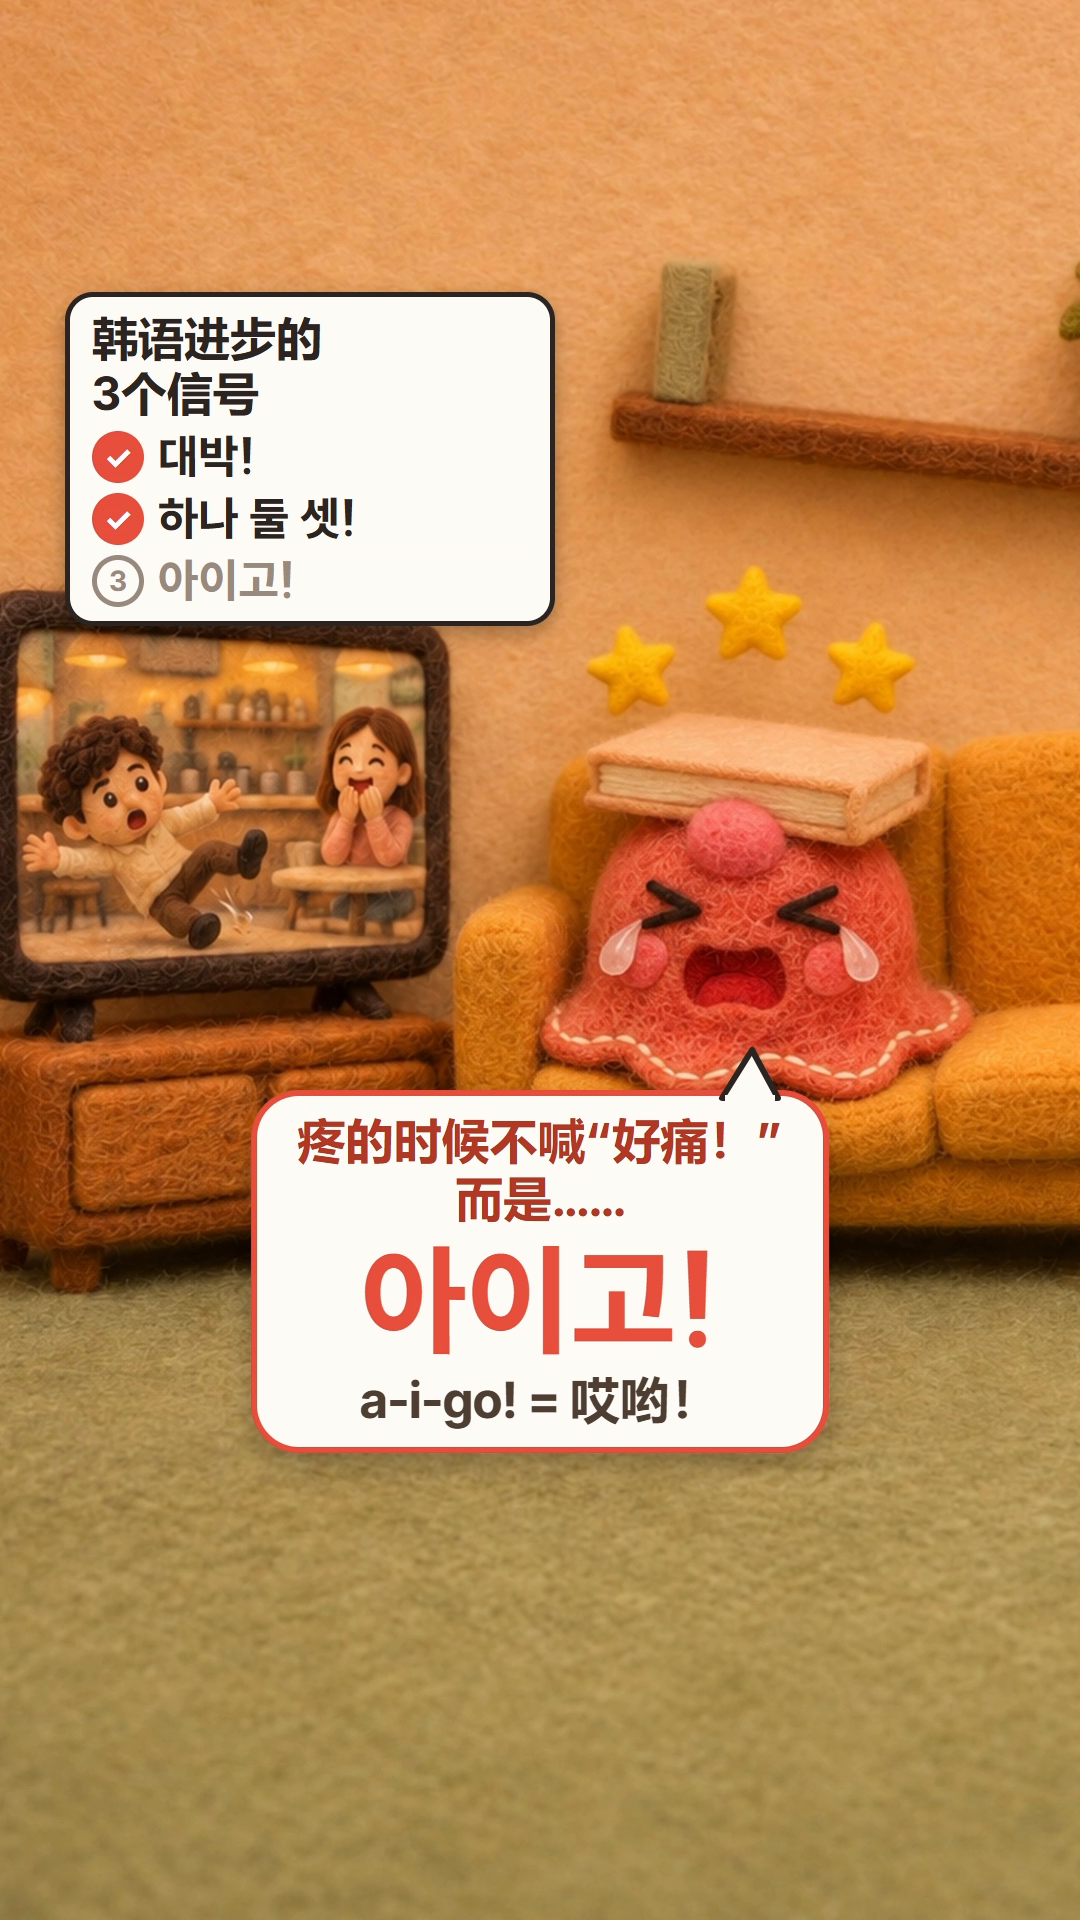 韩语进步的
3个信号
대박!
하나 둘 셋!
3 아이고!
疼的时候不喊“好痛！”
而是……
아이고!
a-i-go! = 哎哟！